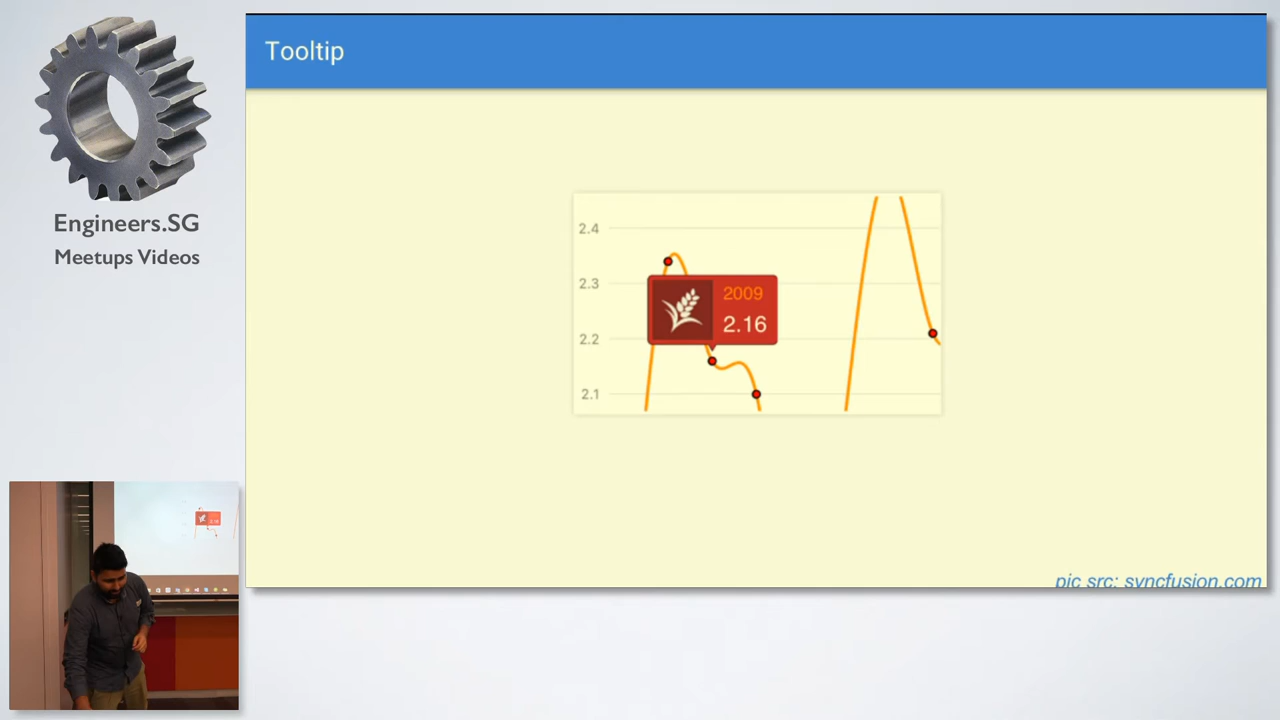 Tooltip
Engineers.SG
Meetups Videos
2.4
2.3
2.2
2.1
2009
2.16
pic src: syncfusion.com